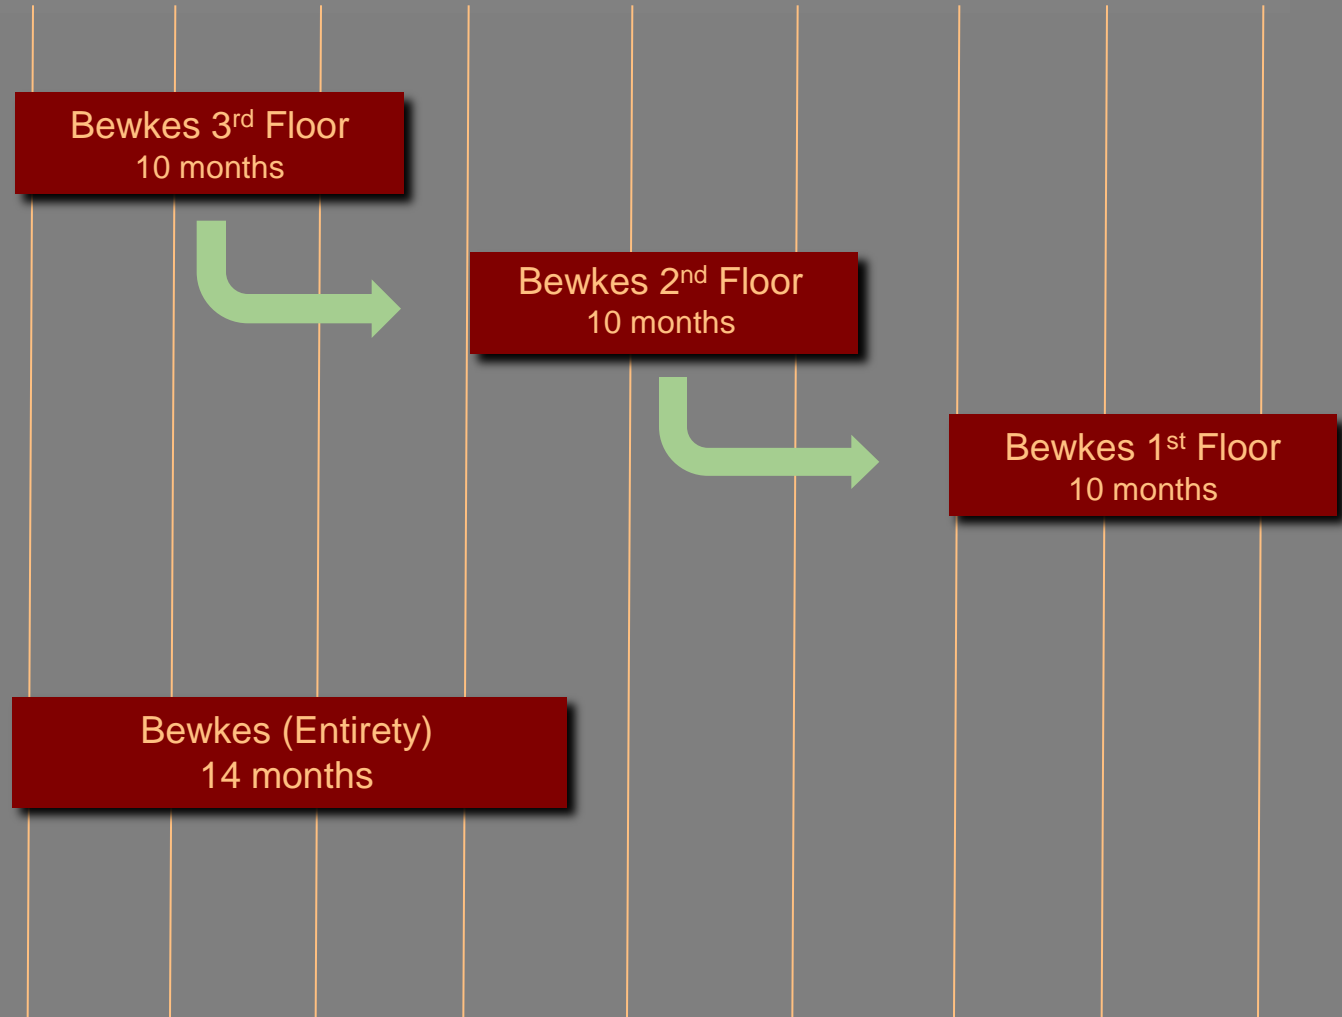 Bewkes 3rd Floor
10 months
Bewkes 2nd Floor
10 months
Bewkes 1st Floor
10 months
Bewkes (Entirety)
14 months